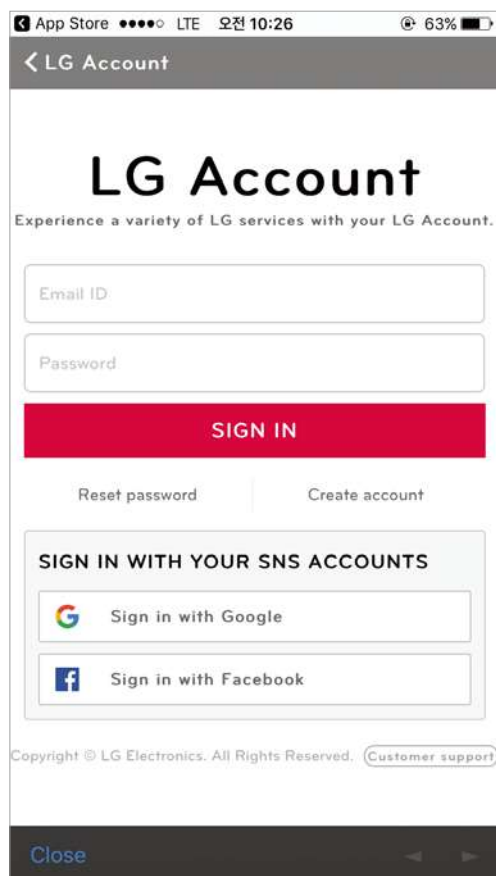 App Store LTE 오전 10:26 63%
LG Account
LG Account
Experience a variety of LG services with your LG Account.
Email ID
Password
SIGN IN
Reset password Create account
SIGN IN WITH YOUR SNS ACCOUNTS
Sign in with Google
Sign in with Facebook
Copyright © LG Electronics. All Rights Reserved. Customer support
Close